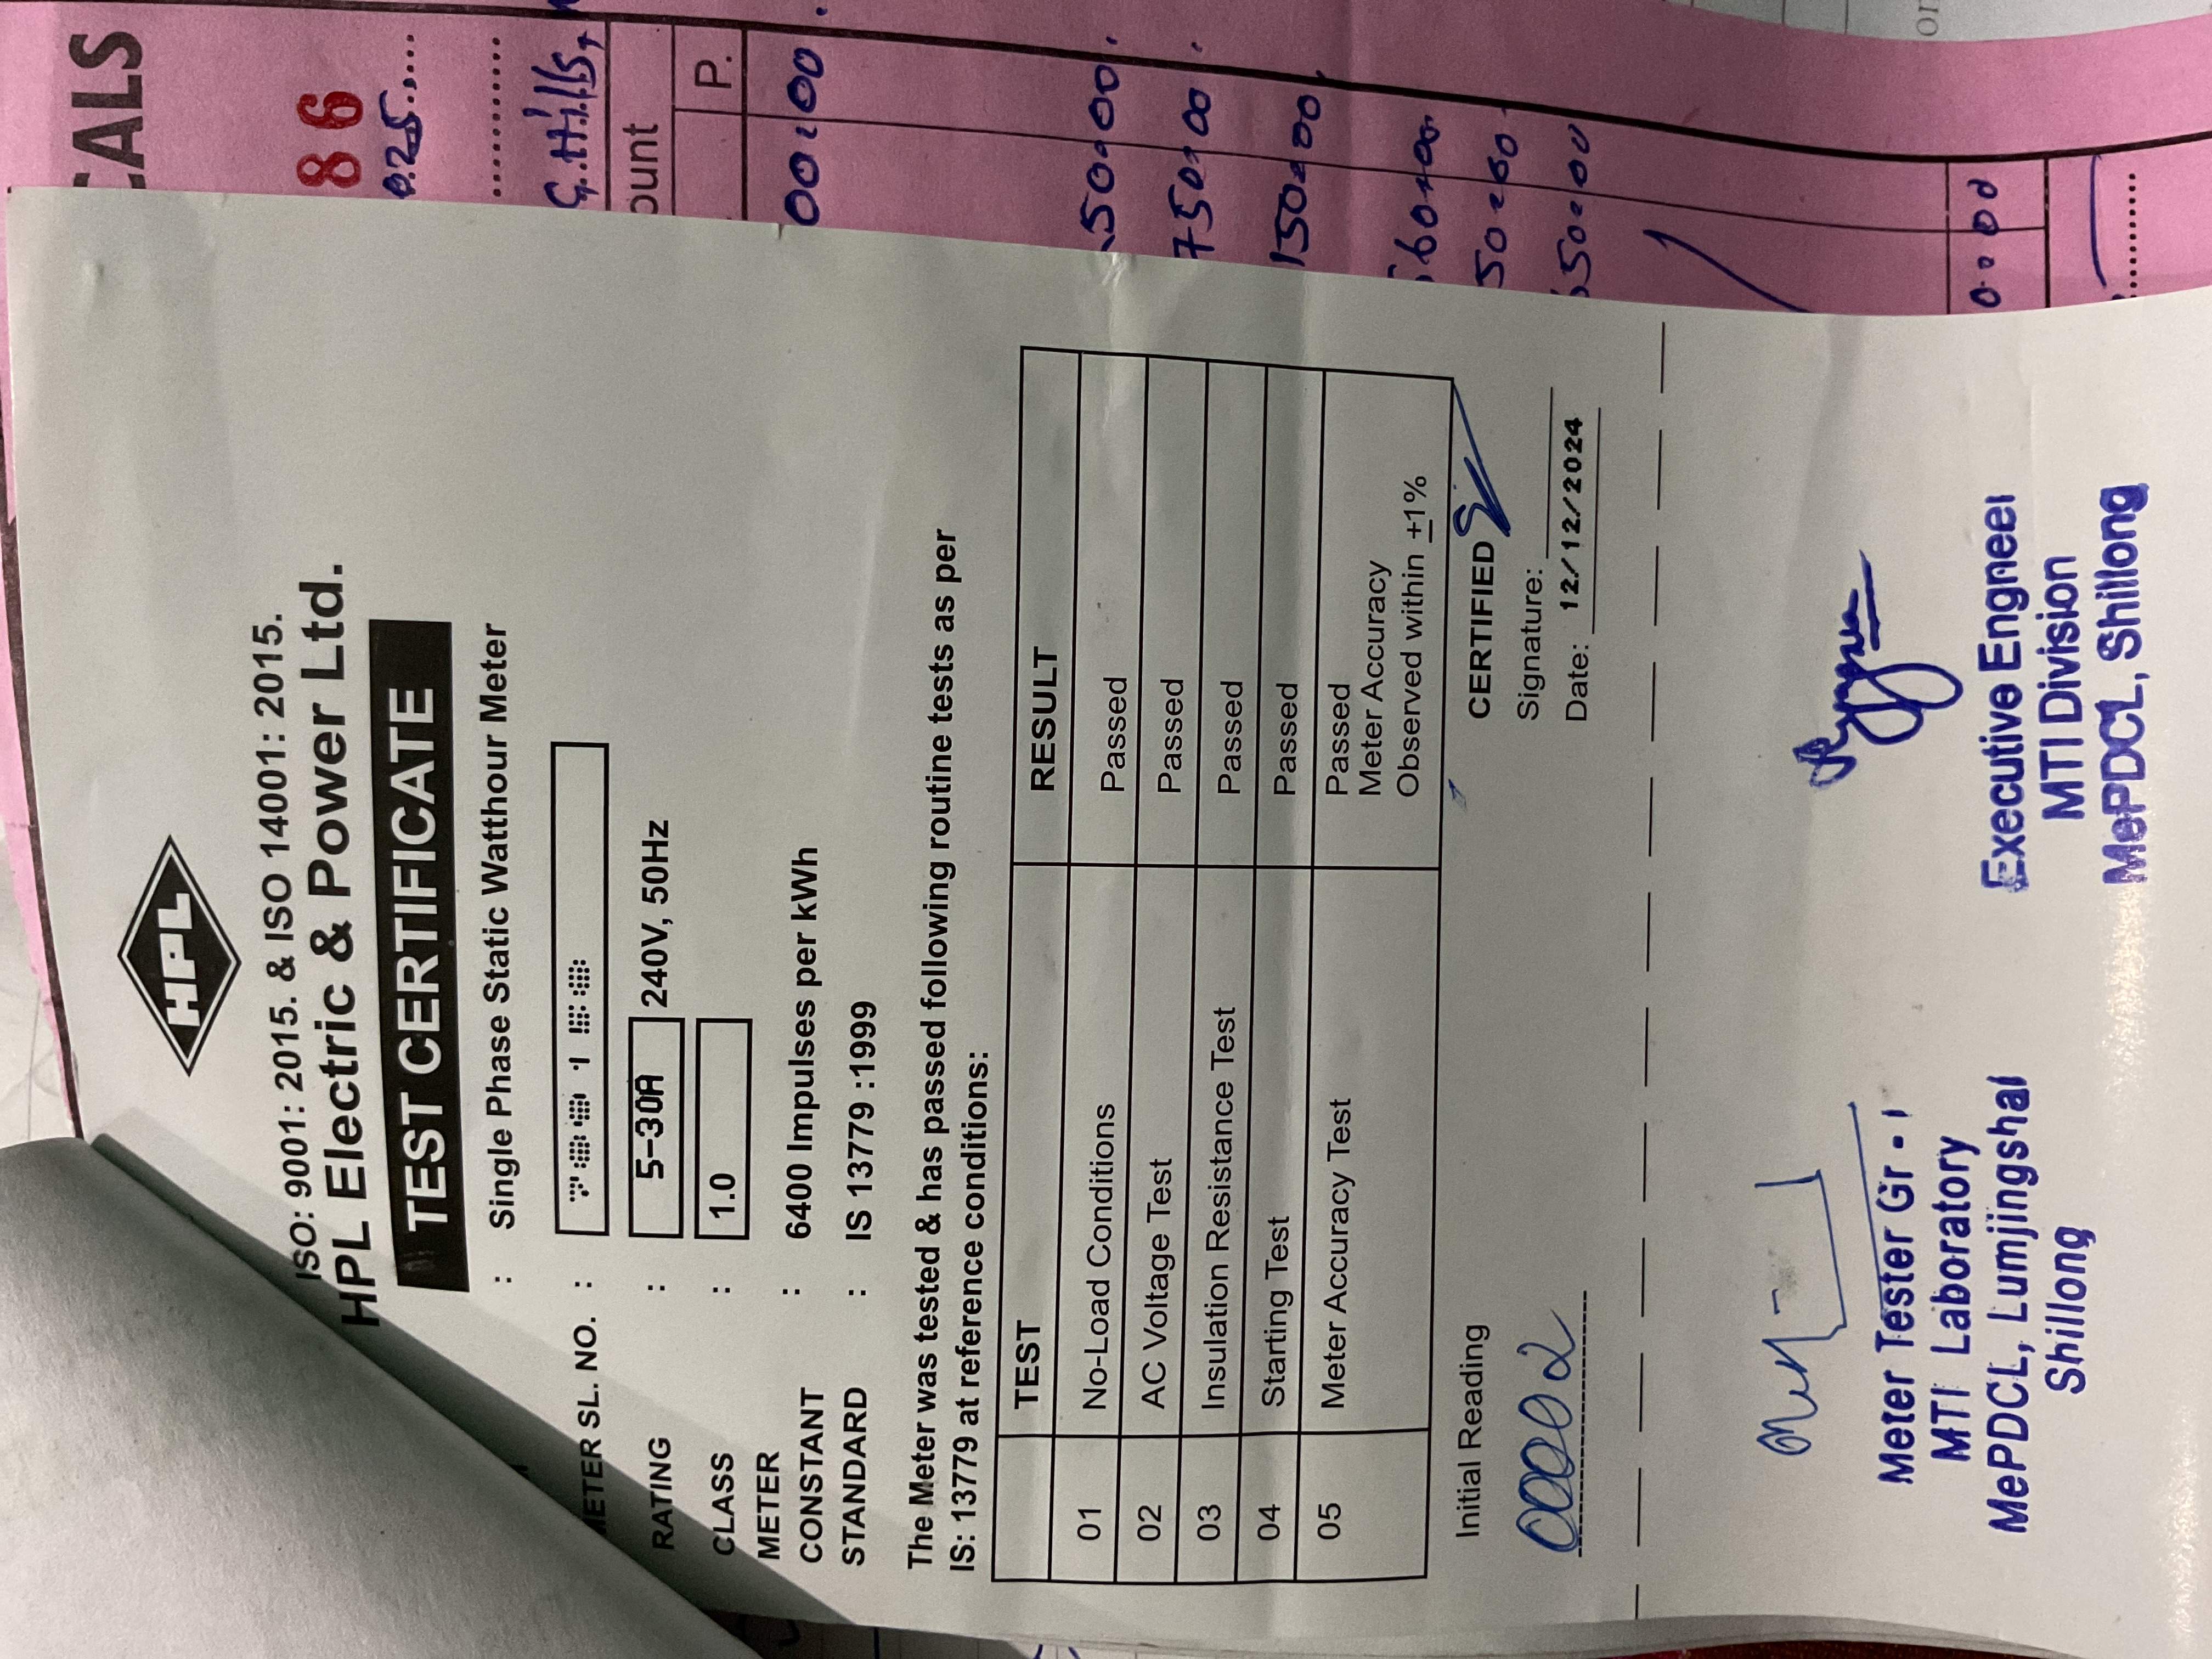 HPL
ISO: 9001: 2015. & ISO 14001: 2015.
HPL Electric & Power Ltd.
TEST CERTIFICATE
: Single Phase Static Watthour Meter
METER SL. NO. :
RATING : 5-30A 240V, 50Hz
CLASS : 1.0
METER
CONSTANT : 6400 Impulses per kWh
STANDARD : IS 13779 :1999
The Meter was tested & has passed following routine tests as per
IS: 13779 at reference conditions:
TEST RESULT
01 No-Load Conditions Passed
02 AC Voltage Test Passed
03 Insulation Resistance Test Passed
04 Starting Test Passed
05 Meter Accuracy Test Passed
Meter Accuracy
Observed within ±1%
Initial Reading
00002
CERTIFIED
Signature:
Date: 12/12/2024
Meter Tester Gr - I
MTI Laboratory
MePDCL, Lumjingshai
Shillong
Executive Engneer
MTI Division
MePDCL, Shillong
CALS
86
025
G. Hills,
ount
P.
00.00
50.00
750.00
150.00
50.00
0.00